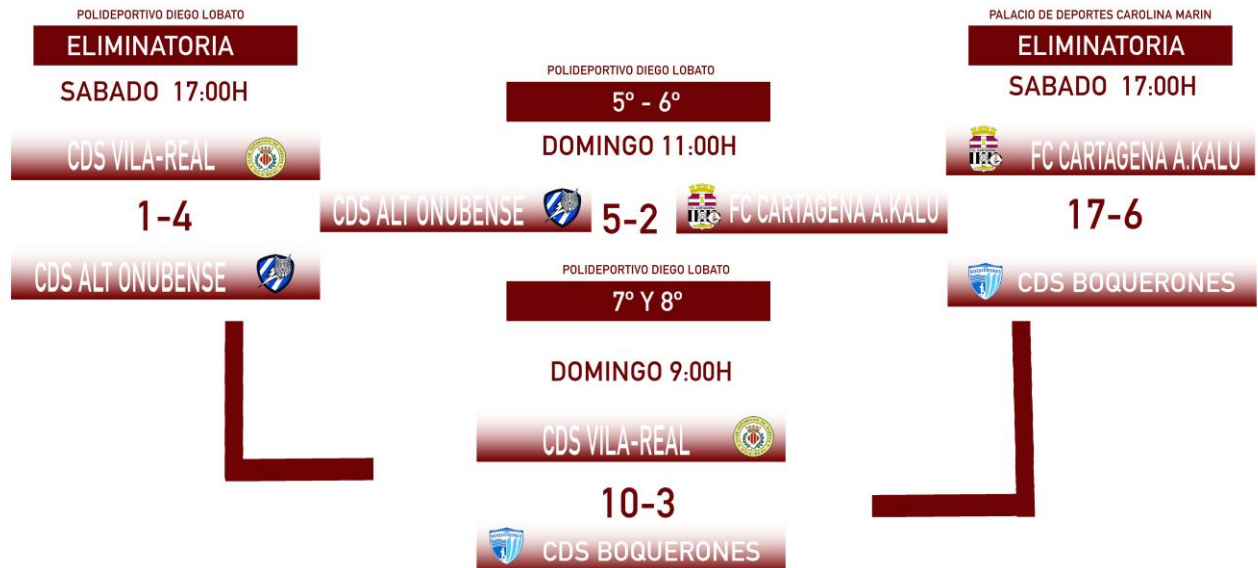 POLIDEPORTIVO DIEGO LOBATO
ELIMINATORIA
SABADO 17:00H
CDS VILA-REAL
1-4
CDS ALT ONUBENSE
POLIDEPORTIVO DIEGO LOBATO
5º - 6º
DOMINGO 11:00H
CDS ALT ONUBENSE 5-2 FC CARTAGENA A.KALU
POLIDEPORTIVO DIEGO LOBATO
7º Y 8º
DOMINGO 9:00H
CDS VILA-REAL
10-3
CDS BOQUERONES
PALACIO DE DEPORTES CAROLINA MARIN
ELIMINATORIA
SABADO 17:00H
FC CARTAGENA A.KALU
17-6
CDS BOQUERONES